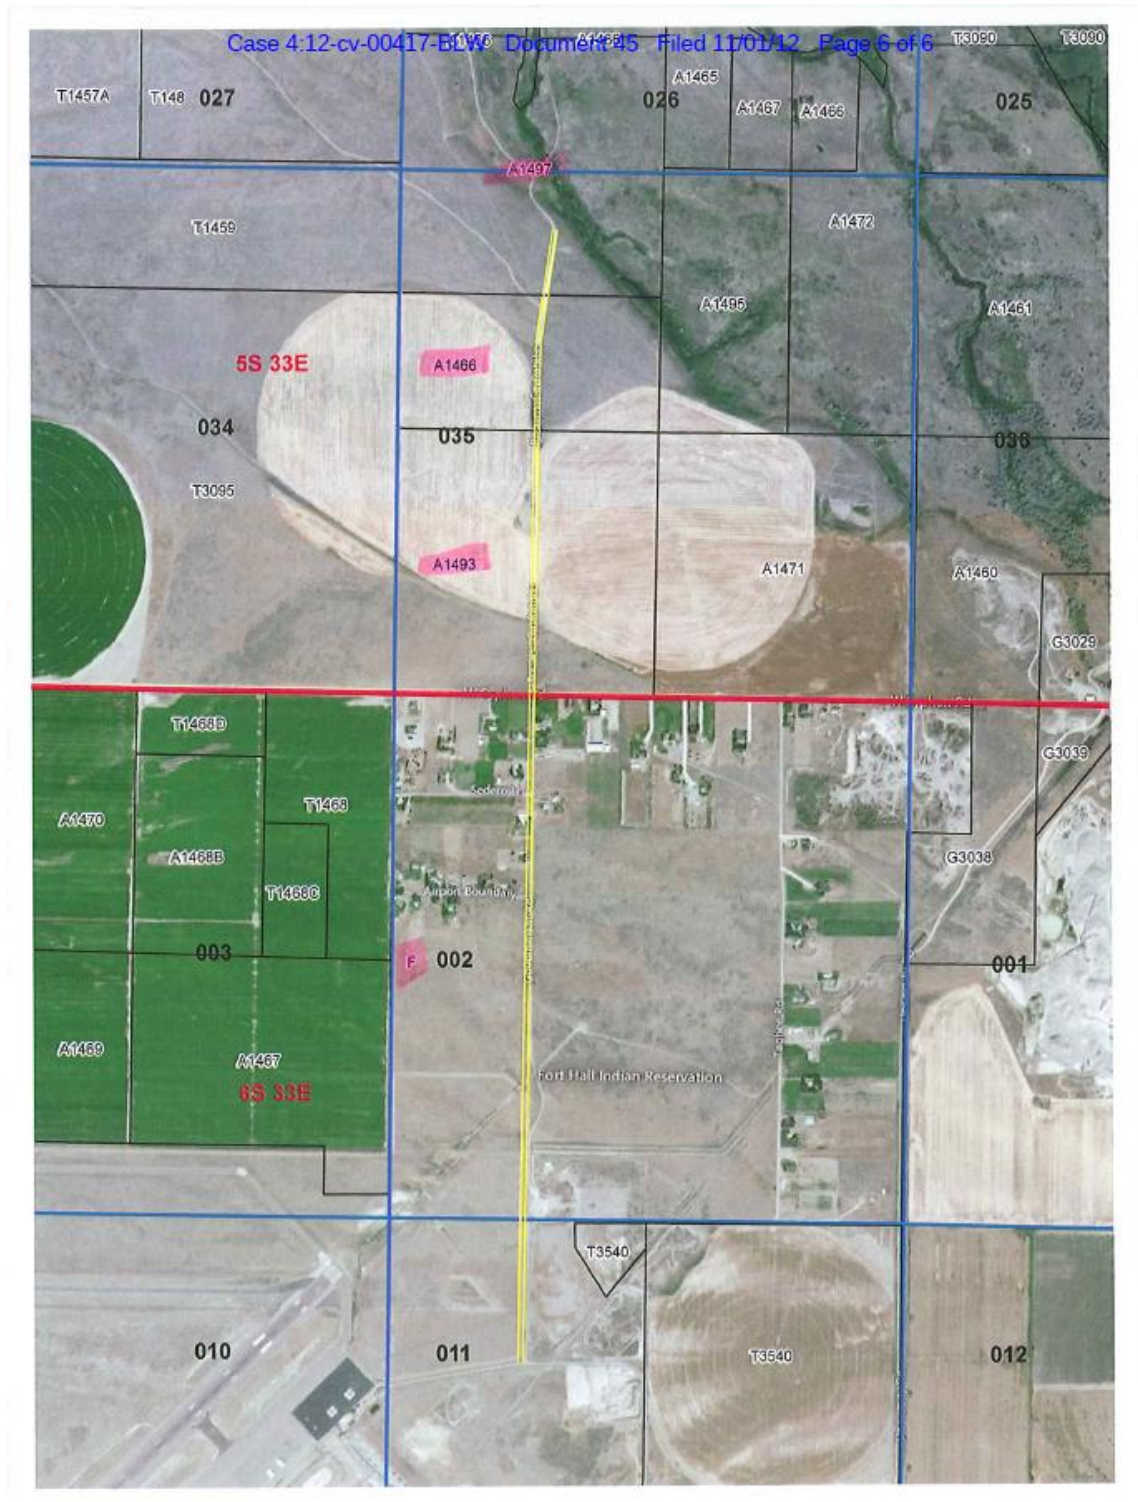 Case 4:12-cv-00417-BLW Document 45 Filed 11/01/12 Page 6 of 6
T3090
T3090
T1457A
T148
027
026
A1465
A1467
A1466
025
A1497
T1459
A1472
A1495
A1461
5S 33E
A1466
034
035
036
T3095
A1493
A1471
A1460
G3029
T1468D
G3039
Sederoth
A1470
T1468
A1468B
G3038
T1468C
Airport Boundary
003
F
002
001
A1469
A1467
Fort Hall Indian Reservation
6S 33E
T3540
010
011
T3540
012